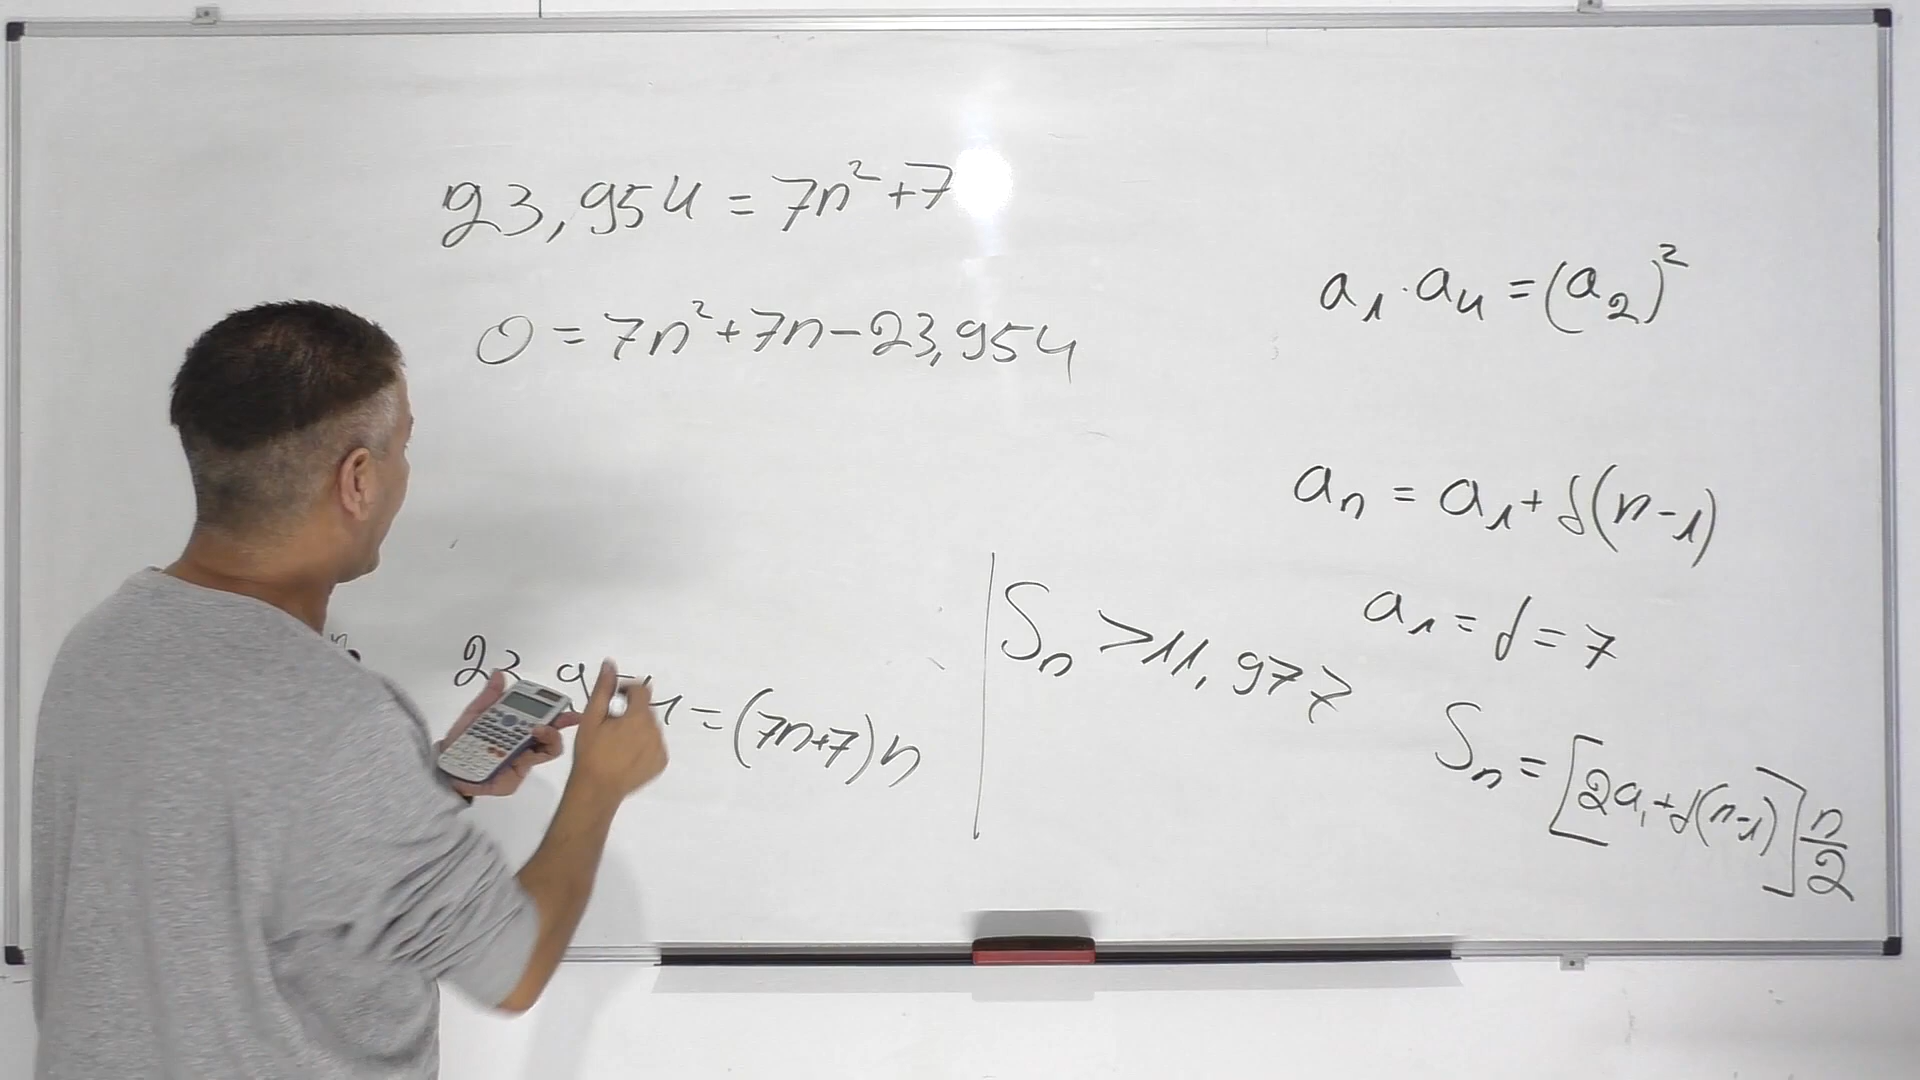 23,954 = 7n²+7
0 = 7n²+7n-23,954
= (7n+7)n
Sₙ > 11,977
a₁·a₄ = (a₂)²
aₙ = a₁+d(n-1)
a₁ = d = 7
Sₙ = [2a₁+d(n-1)] n/2